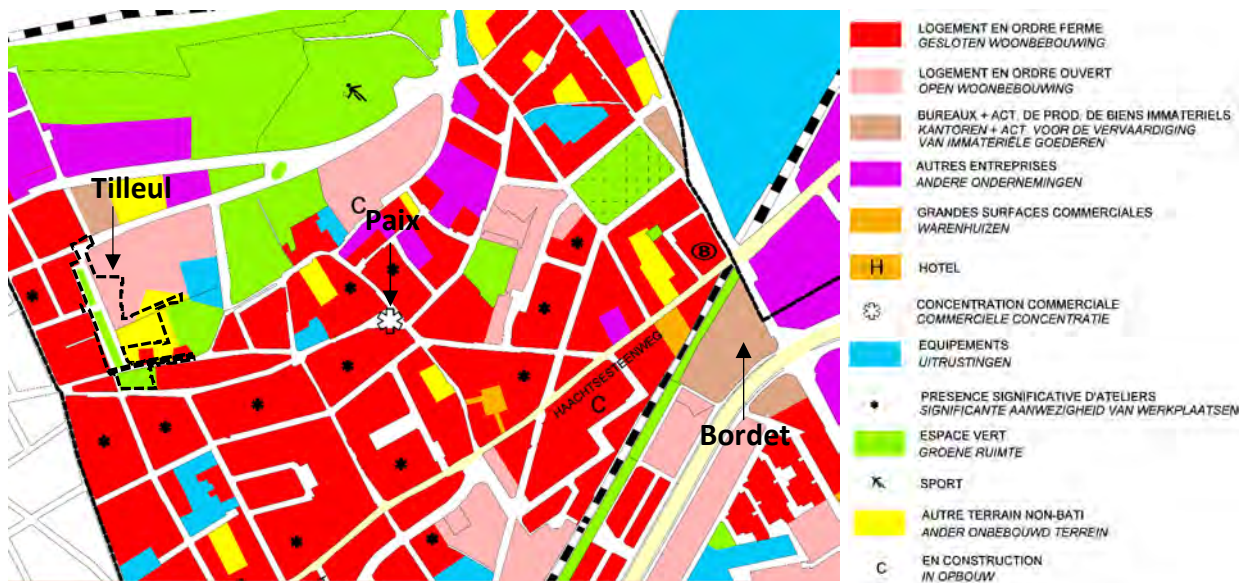 Tilleul
C
Paix
B
HAACHTSESTEENWEG
C
Bordet
LOGEMENT EN ORDRE FERME
GESLOTEN WOONBEBOUWING
LOGEMENT EN ORDRE OUVERT
OPEN WOONBEBOUWING
BUREAUX + ACT. DE PROD. DE BIENS IMMATERIELS
KANTOREN + ACT. VOOR DE VERVAARDIGING
VAN IMMATERIËLE GOEDEREN
AUTRES ENTREPRISES
ANDERE ONDERNEMINGEN
GRANDES SURFACES COMMERCIALES
WARENHUIZEN
H HOTEL
CONCENTRATION COMMERCIALE
COMMERCIELE CONCENTRATIE
EQUIPEMENTS
UITRUSTINGEN
PRESENCE SIGNIFICATIVE D'ATELIERS
SIGNIFICANTE AANWEZIGHEID VAN WERKPLAATSEN
ESPACE VERT
GROENE RUIMTE
SPORT
AUTRE TERRAIN NON-BATI
ANDER ONBEBOUWD TERREIN
C EN CONSTRUCTION
IN OPBOUW